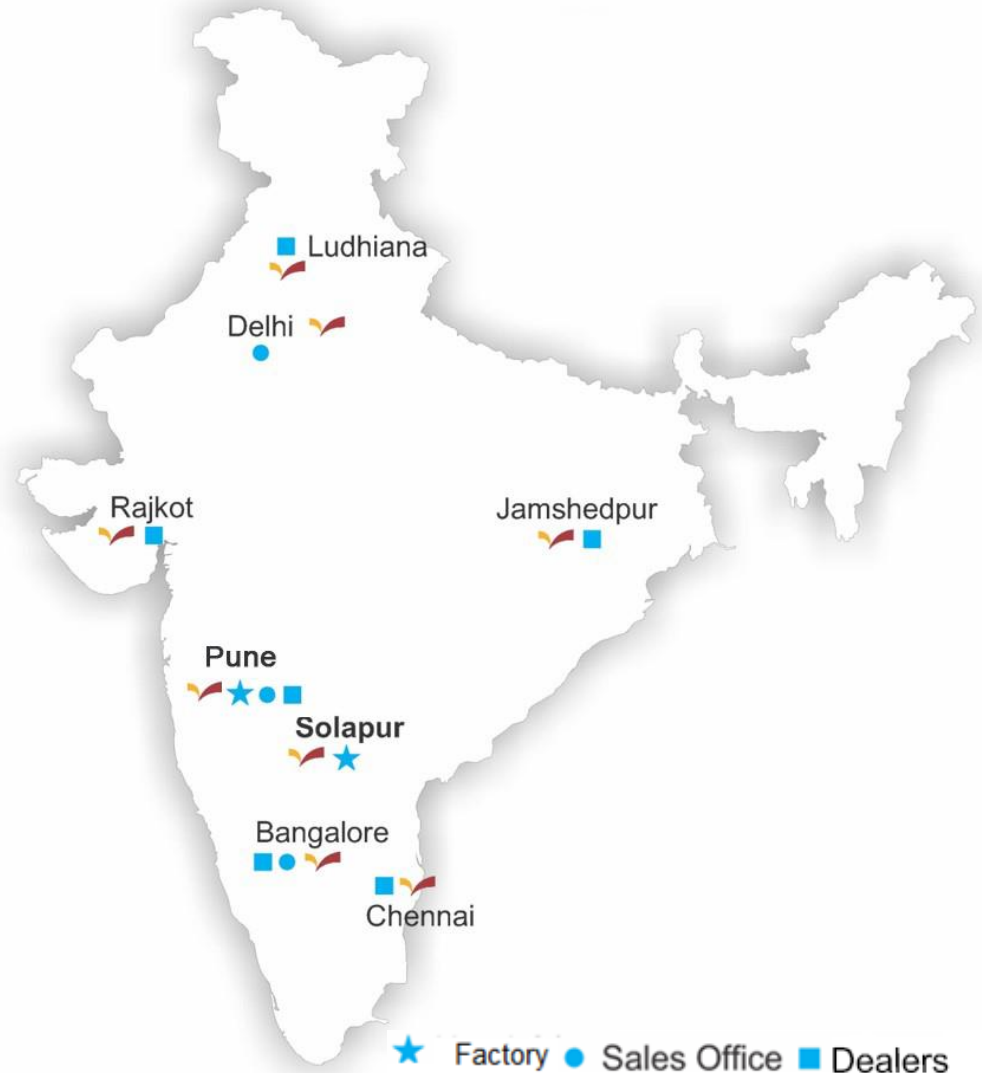 Ludhiana
Delhi
Rajkot
Jamshedpur
Pune
Solapur
Bangalore
Chennai
Factory Sales Office Dealers